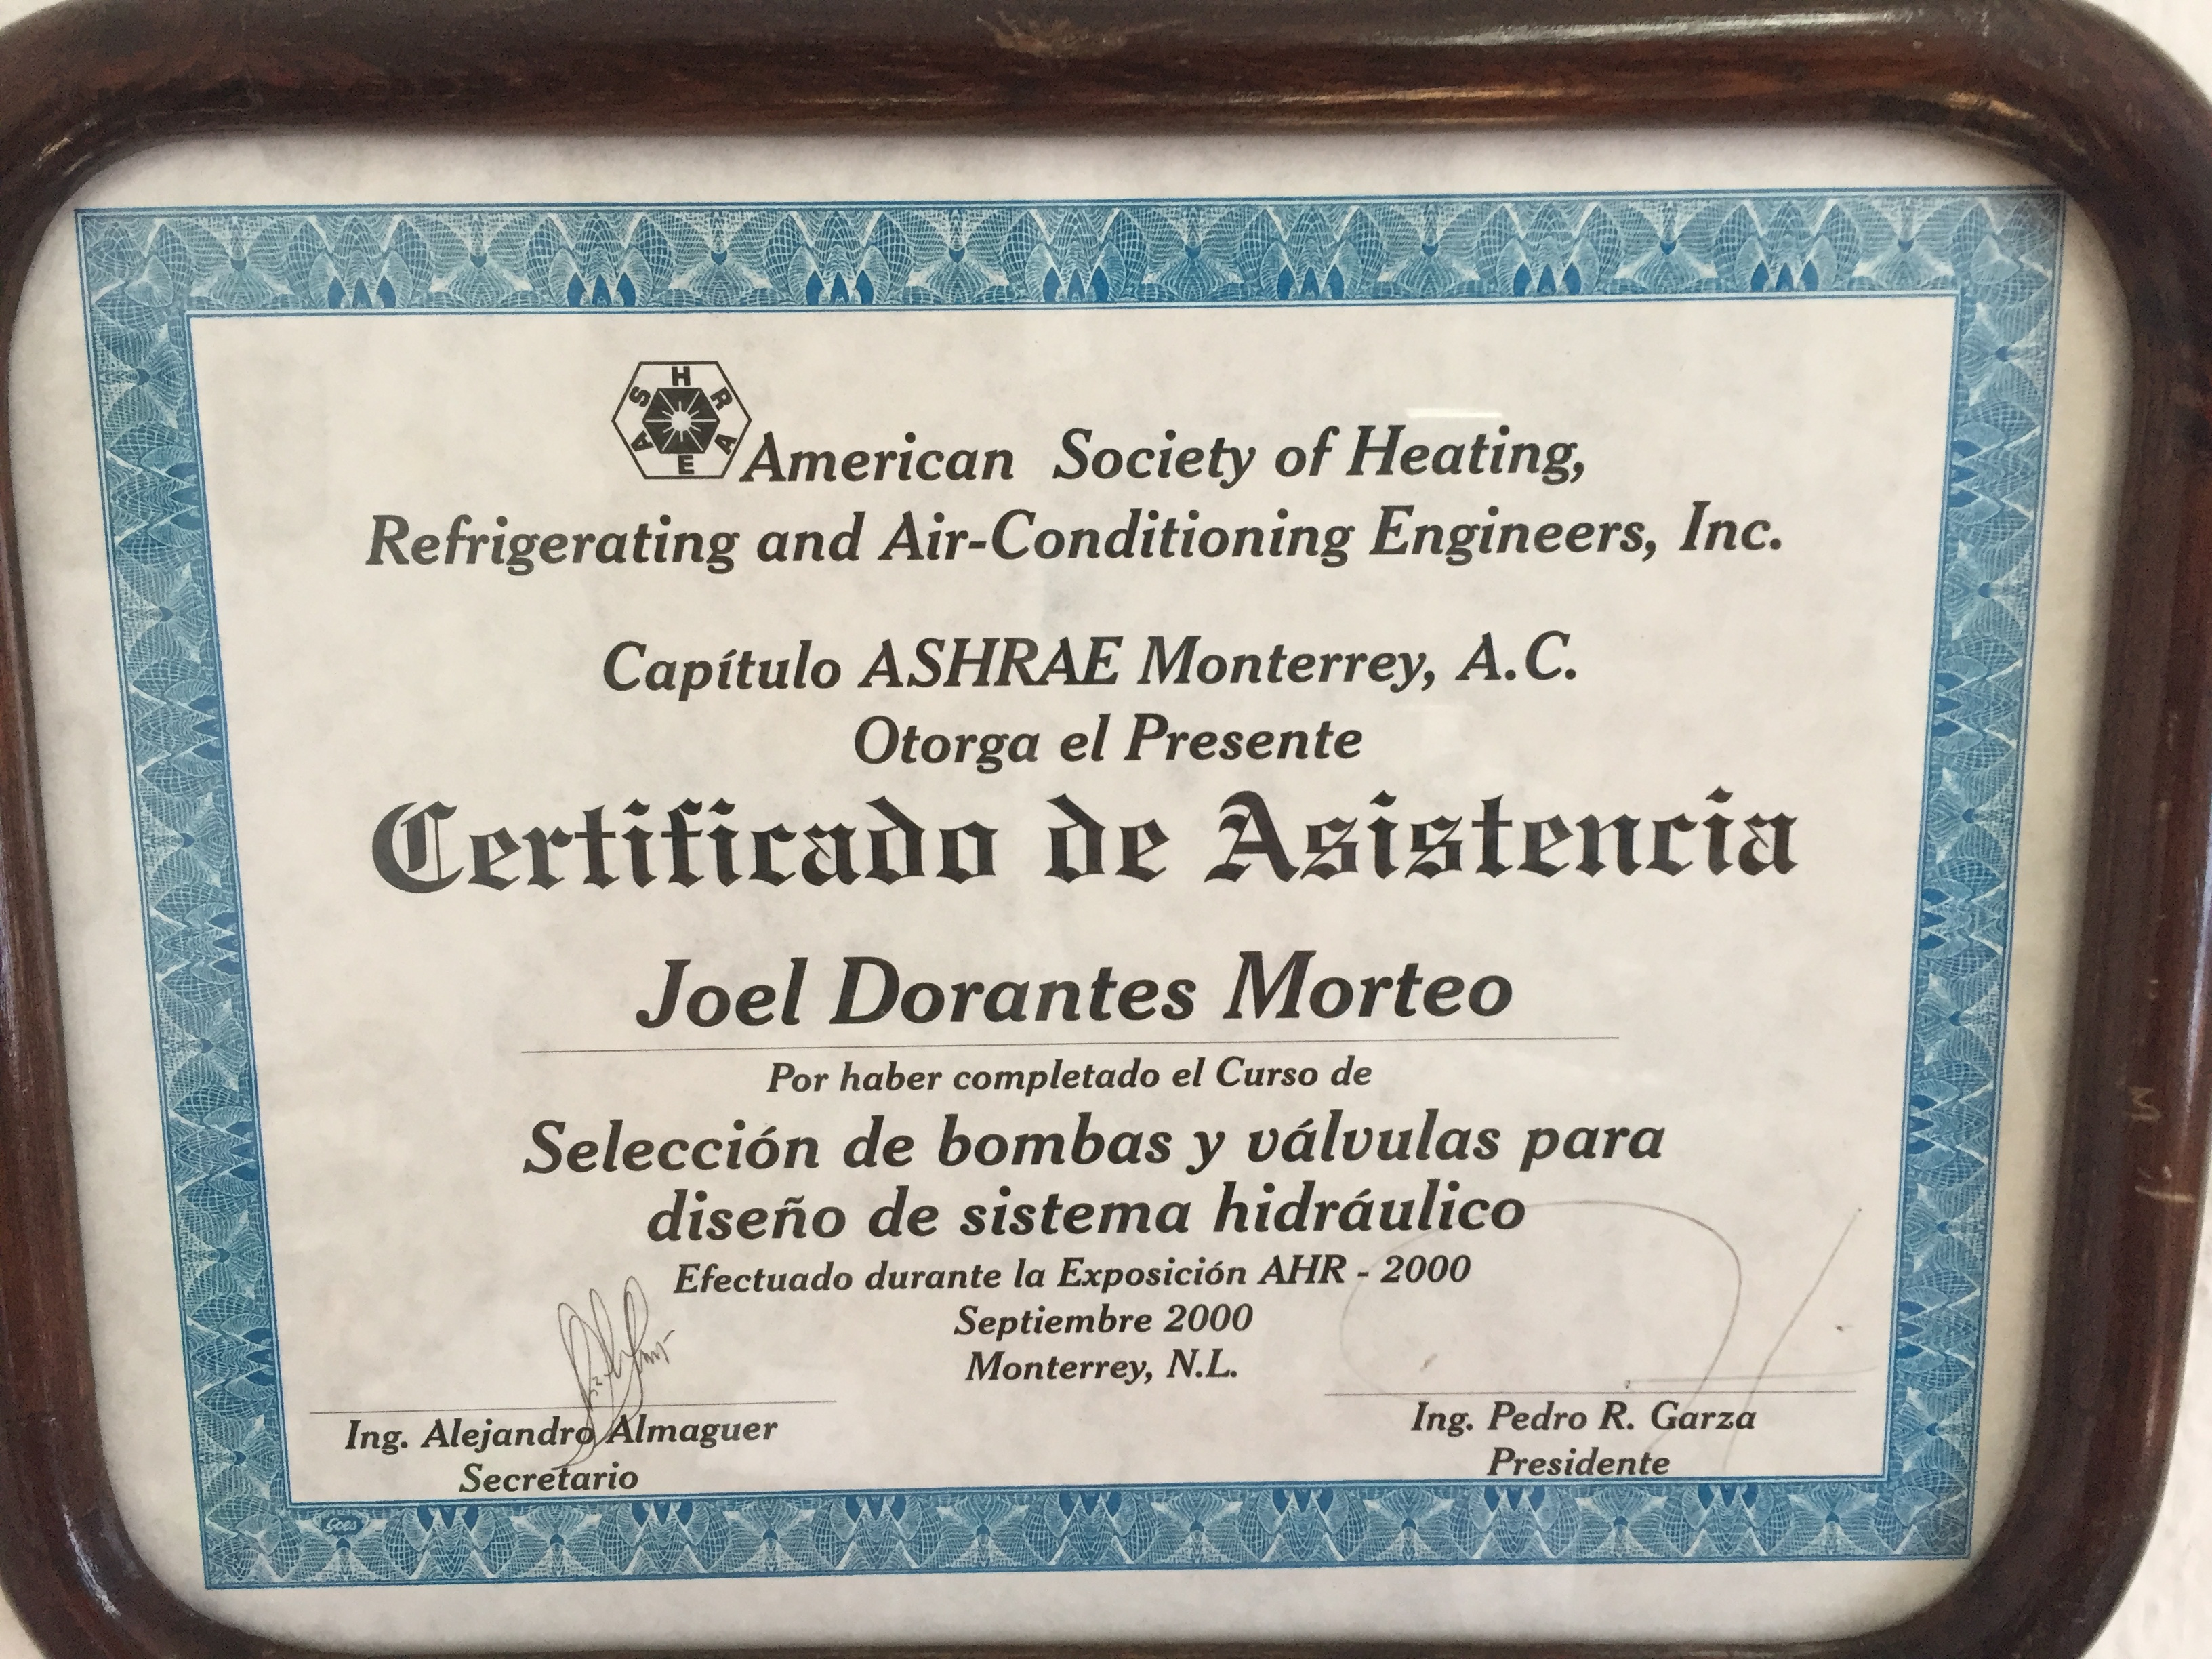 ASHRAE
American Society of Heating,
Refrigerating and Air-Conditioning Engineers, Inc.
Capítulo ASHRAE Monterrey, A.C.
Otorga el Presente
Certificado de Asistencia
Joel Dorantes Morteo
Por haber completado el Curso de
Selección de bombas y válvulas para
diseño de sistema hidráulico
Efectuado durante la Exposición AHR - 2000
Septiembre 2000
Monterrey, N.L.
Ing. Alejandro Almaguer
Secretario
Ing. Pedro R. Garza
Presidente
Goes